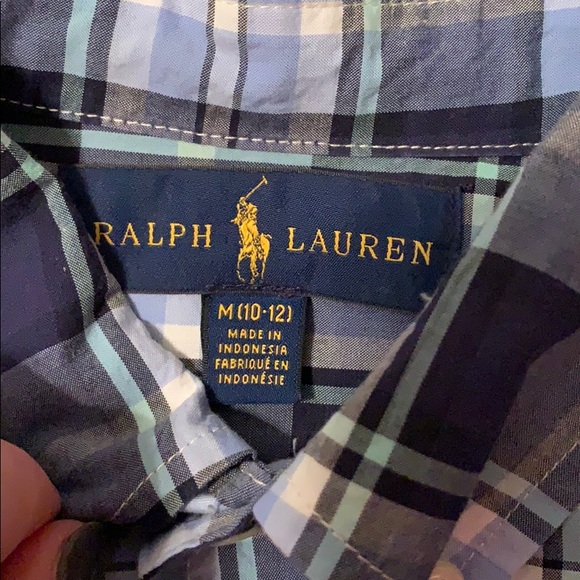 RALPH LAUREN
M(10-12)
MADE IN
INDONESIA
FABRIQUÉ EN
INDONÉSIE